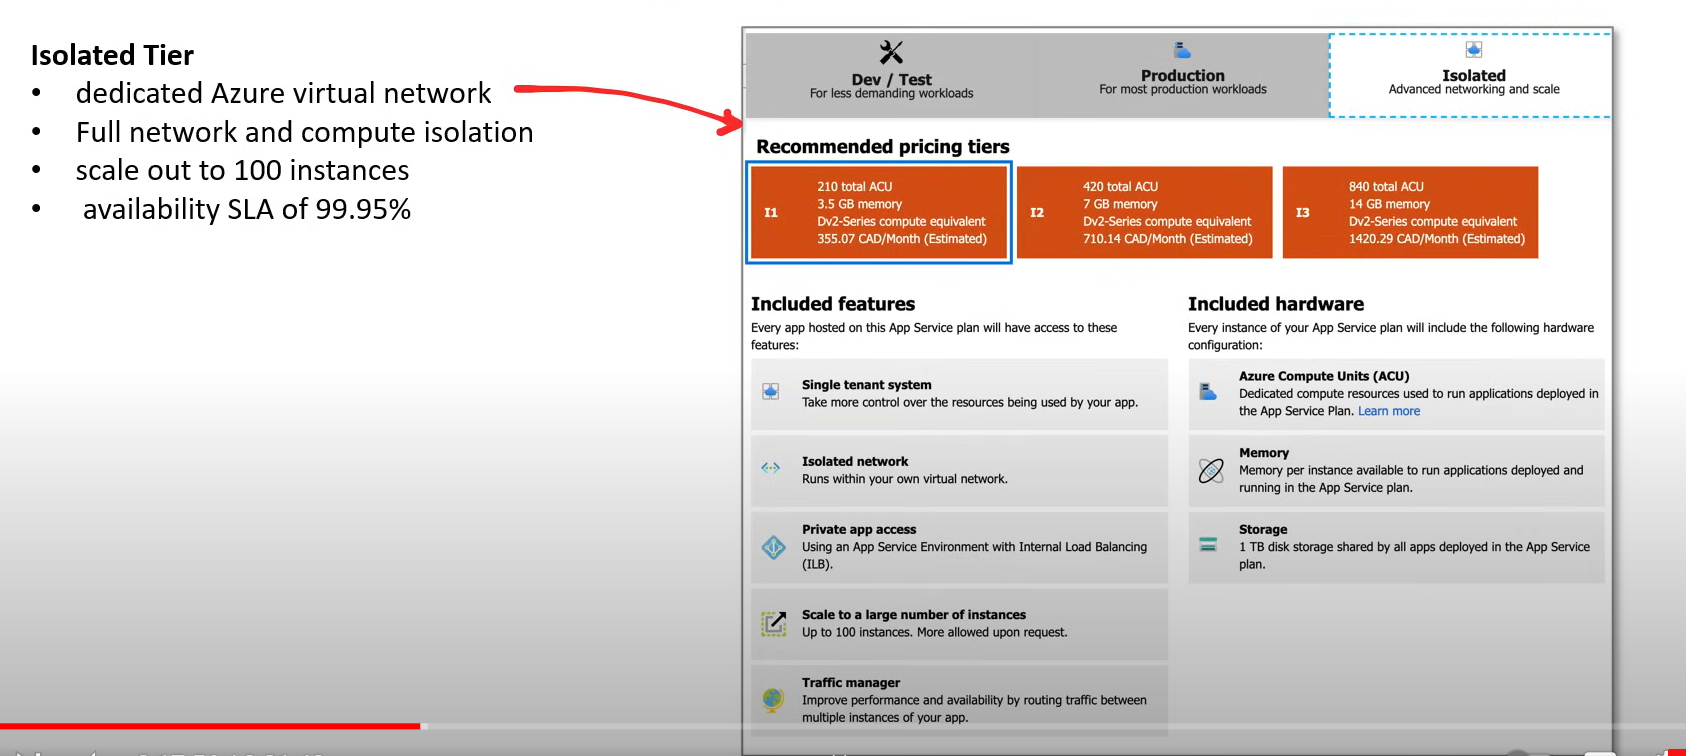 Isolated Tier
• dedicated Azure virtual network
• Full network and compute isolation
• scale out to 100 instances
• availability SLA of 99.95%
Dev / Test
For less demanding workloads
Production
For most production workloads
Isolated
Advanced networking and scale
Recommended pricing tiers
I1
210 total ACU
3.5 GB memory
Dv2-Series compute equivalent
355.07 CAD/Month (Estimated)
I2
420 total ACU
7 GB memory
Dv2-Series compute equivalent
710.14 CAD/Month (Estimated)
I3
840 total ACU
14 GB memory
Dv2-Series compute equivalent
1420.29 CAD/Month (Estimated)
Included features
Every app hosted on this App Service plan will have access to these
features:
Single tenant system
Take more control over the resources being used by your app.
Isolated network
Runs within your own virtual network.
Private app access
Using an App Service Environment with Internal Load Balancing
(ILB).
Scale to a large number of instances
Up to 100 instances. More allowed upon request.
Traffic manager
Improve performance and availability by routing traffic between
multiple instances of your app.
Included hardware
Every instance of your App Service plan will include the following hardware
configuration:
Azure Compute Units (ACU)
Dedicated compute resources used to run applications deployed in
the App Service Plan. Learn more
Memory
Memory per instance available to run applications deployed and
running in the App Service plan.
Storage
1 TB disk storage shared by all apps deployed in the App Service
plan.